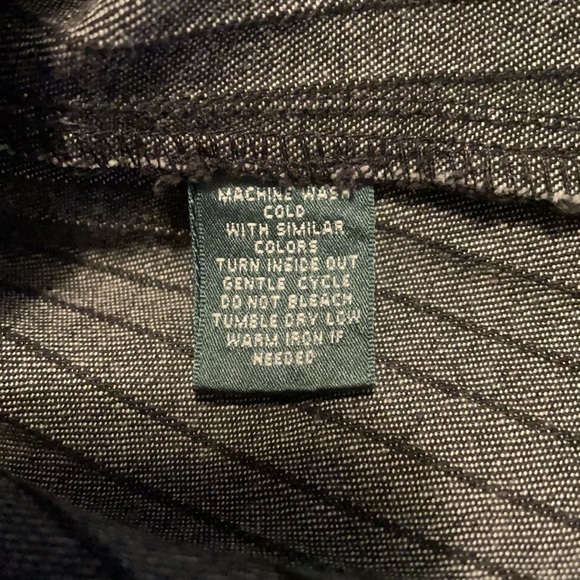 MACHINE WASH
COLD
WITH SIMILAR
COLORS
TURN INSIDE OUT
GENTLE CYCLE
DO NOT BLEACH
TUMBLE DRY LOW
WARM IRON IF
NEEDED